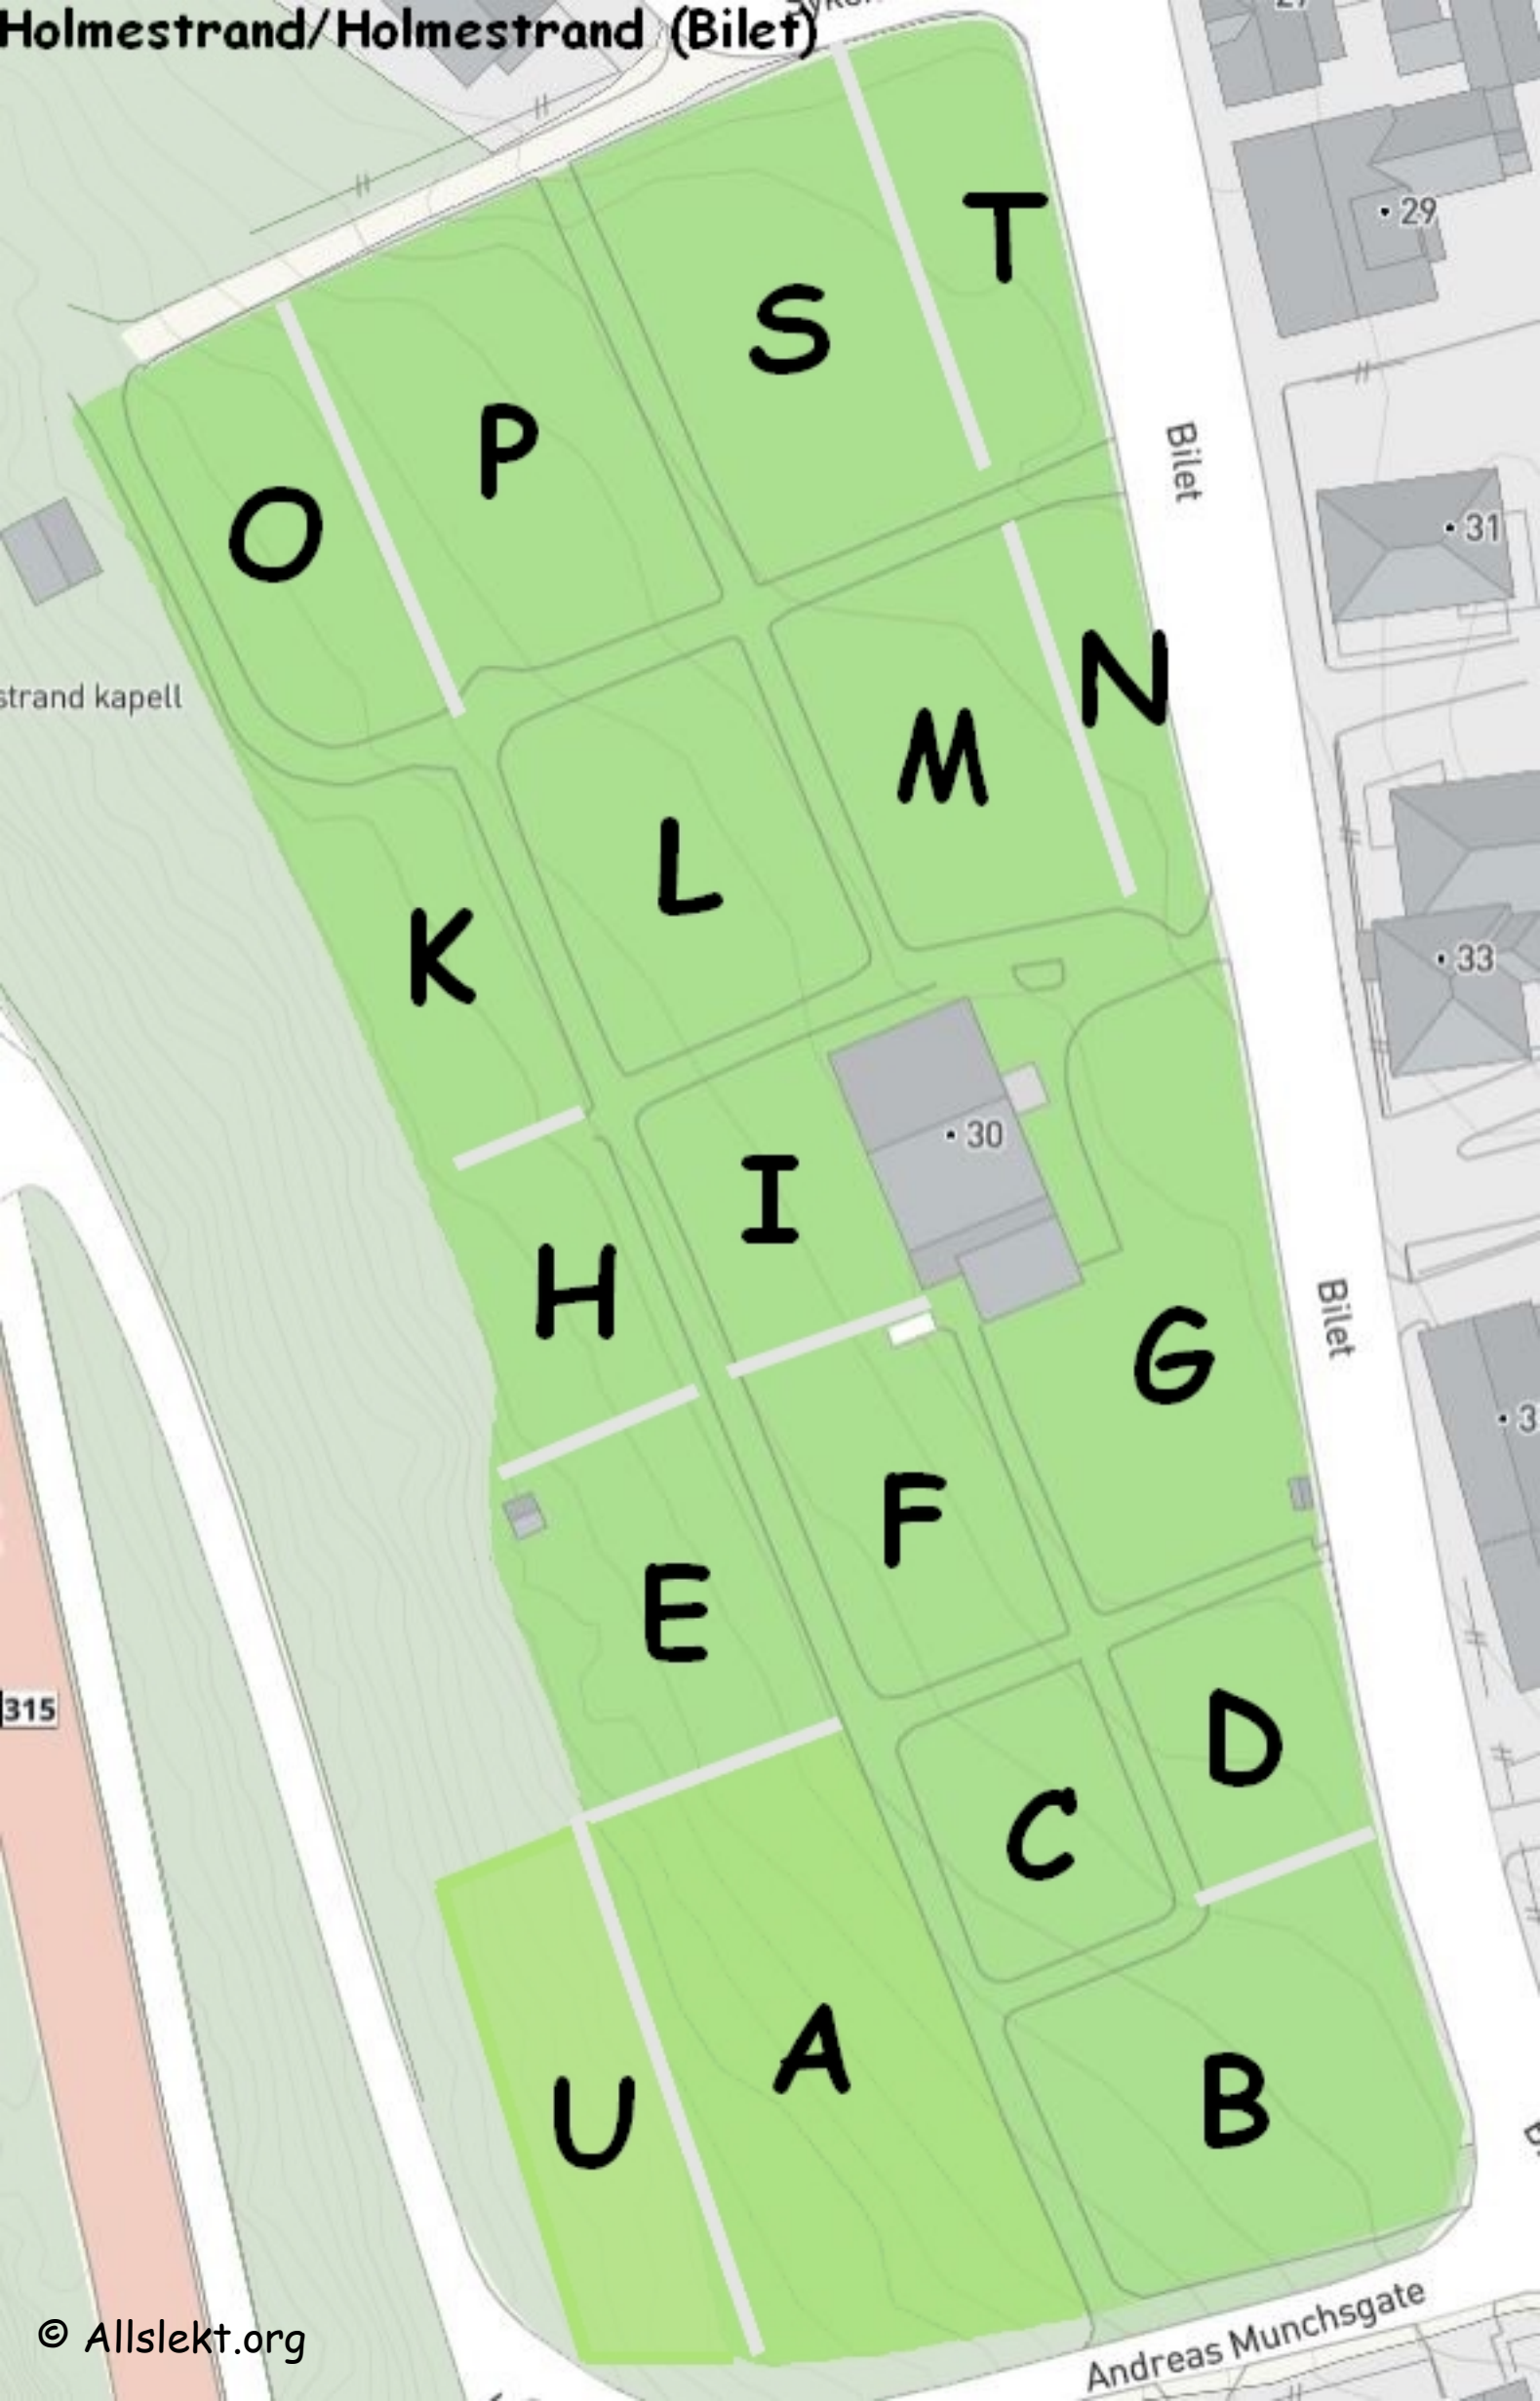 Holmestrand/Holmestrand (Bilet)
T
29
S
P
Bilet
O
31
N
strand kapell
M
L
K
33
30
I
H
Bilet
G
F
E
315
D
C
A
B
U
Andreas Munchsgate
© Allslekt.org